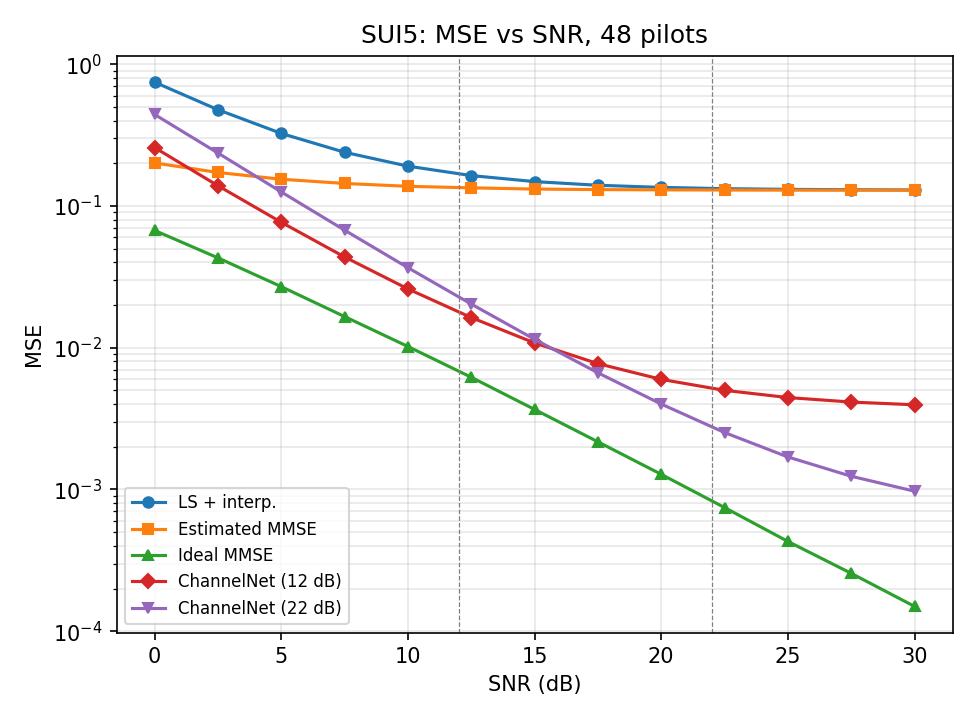 SUI5: MSE vs SNR, 48 pilots
MSE
10⁰
10⁻¹
10⁻²
10⁻³
10⁻⁴
LS + interp.
Estimated MMSE
Ideal MMSE
ChannelNet (12 dB)
ChannelNet (22 dB)
0 5 10 15 20 25 30
SNR (dB)